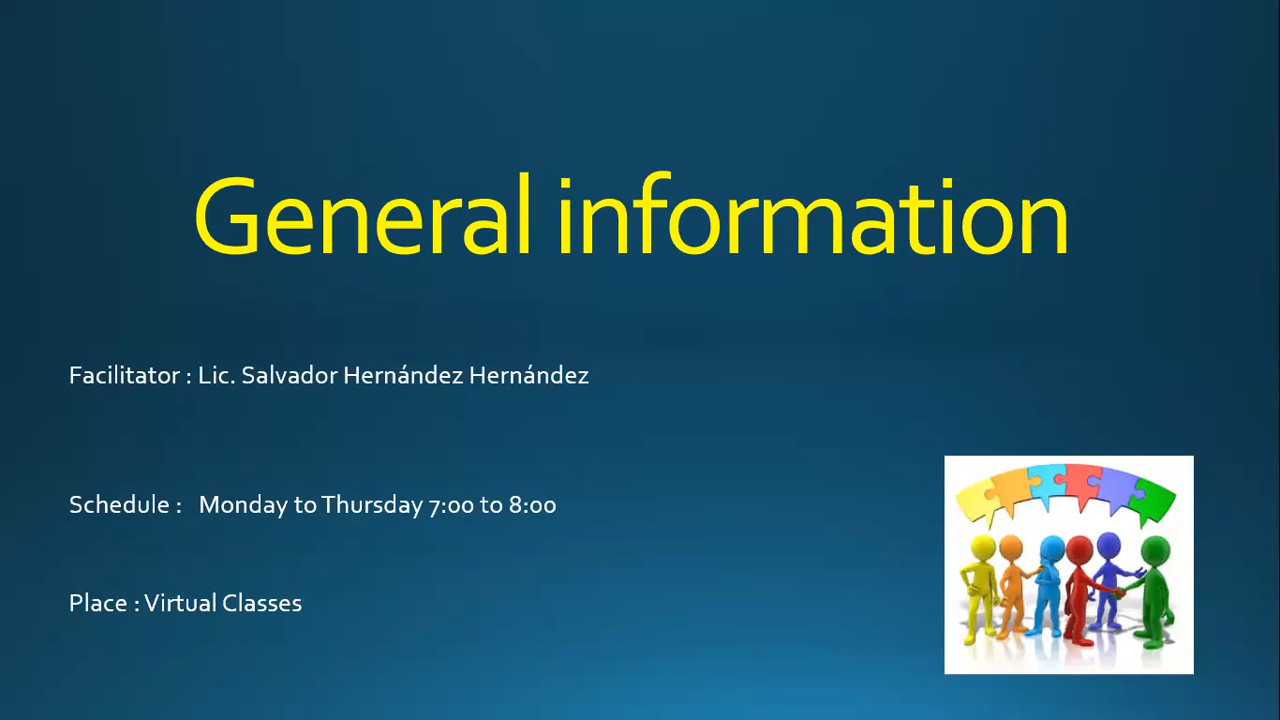 General information
Facilitator : Lic. Salvador Hernández Hernández
Schedule : Monday to Thursday 7:00 to 8:00
Place : Virtual Classes